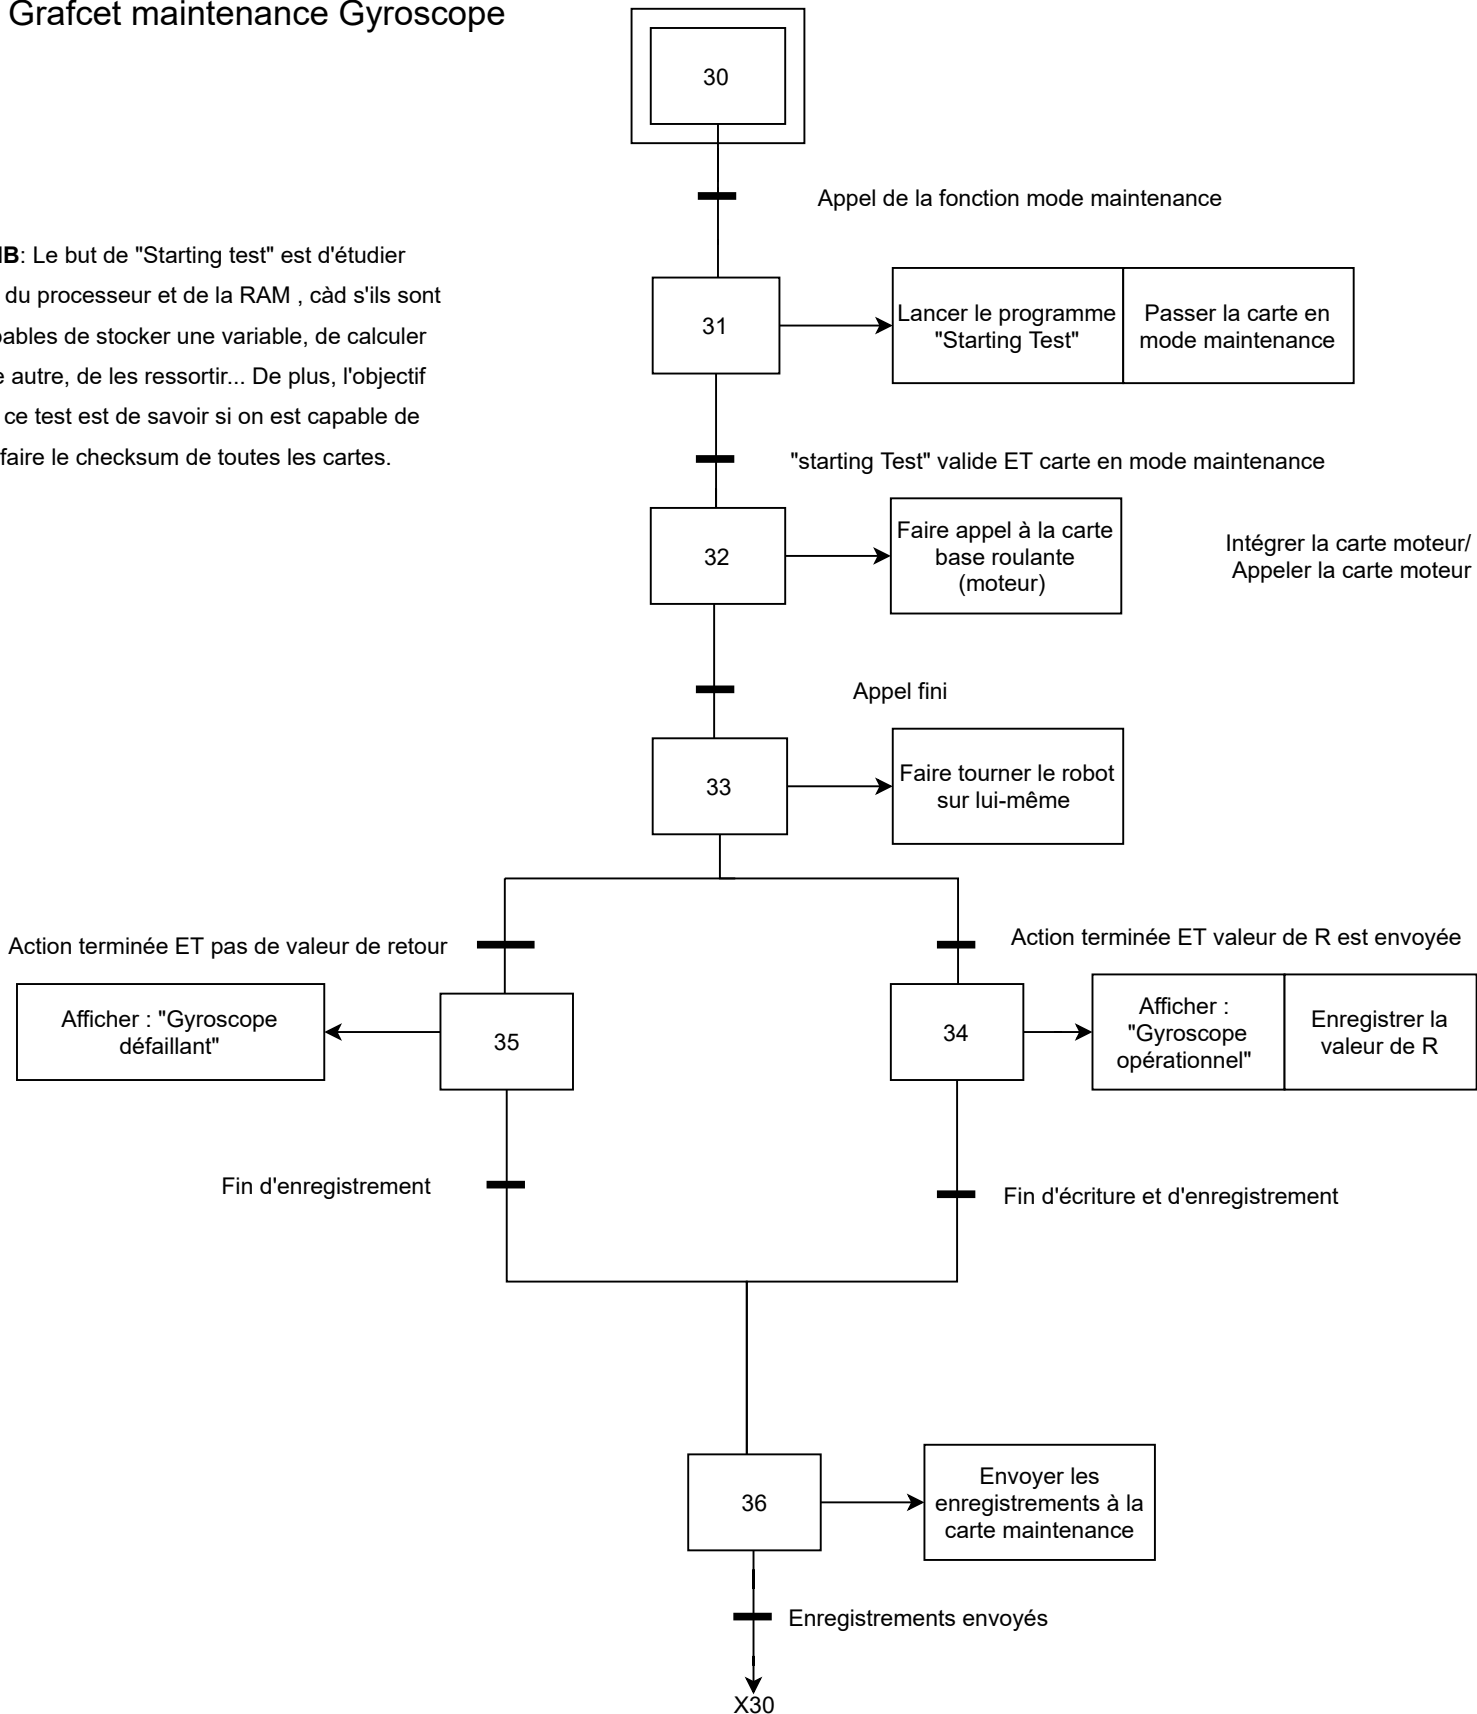 Grafcet maintenance Gyroscope
30
Appel de la fonction mode maintenance
B: Le but de "Starting test" est d'étudier
du processeur et de la RAM , càd s'ils sont
ables de stocker une variable, de calculer
e autre, de les ressortir... De plus, l'objectif
ce test est de savoir si on est capable de
faire le checksum de toutes les cartes.
31
Lancer le programme
"Starting Test"
Passer la carte en
mode maintenance
"starting Test" valide ET carte en mode maintenance
32
Faire appel à la carte
base roulante
(moteur)
Intégrer la carte moteur/
Appeler la carte moteur
Appel fini
33
Faire tourner le robot
sur lui-même
Action terminée ET pas de valeur de retour
Action terminée ET valeur de R est envoyée
Afficher : "Gyroscope
défaillant"
35
34
Afficher :
"Gyroscope
opérationnel"
Enregistrer la
valeur de R
Fin d'enregistrement
Fin d'écriture et d'enregistrement
36
Envoyer les
enregistrements à la
carte maintenance
Enregistrements envoyés
X30